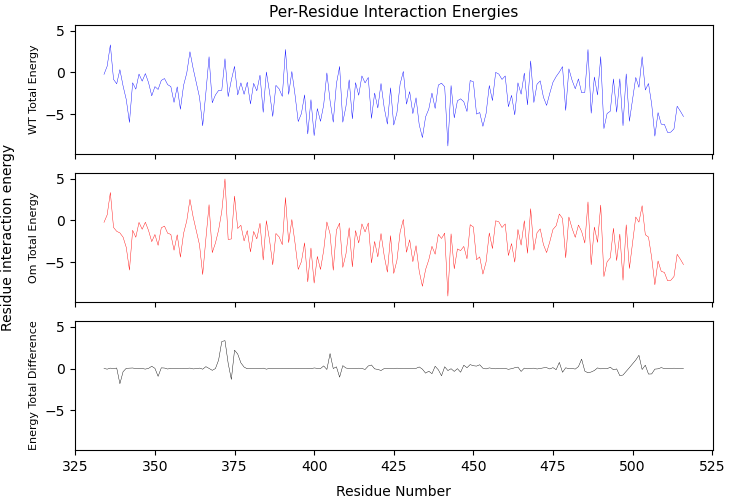 Per-Residue Interaction Energies
Residue interaction energy
WT Total Energy
5
0
−5
Om Total Energy
5
0
−5
Energy Total Difference
5
0
−5
325 350 375 400 425 450 475 500 525
Residue Number